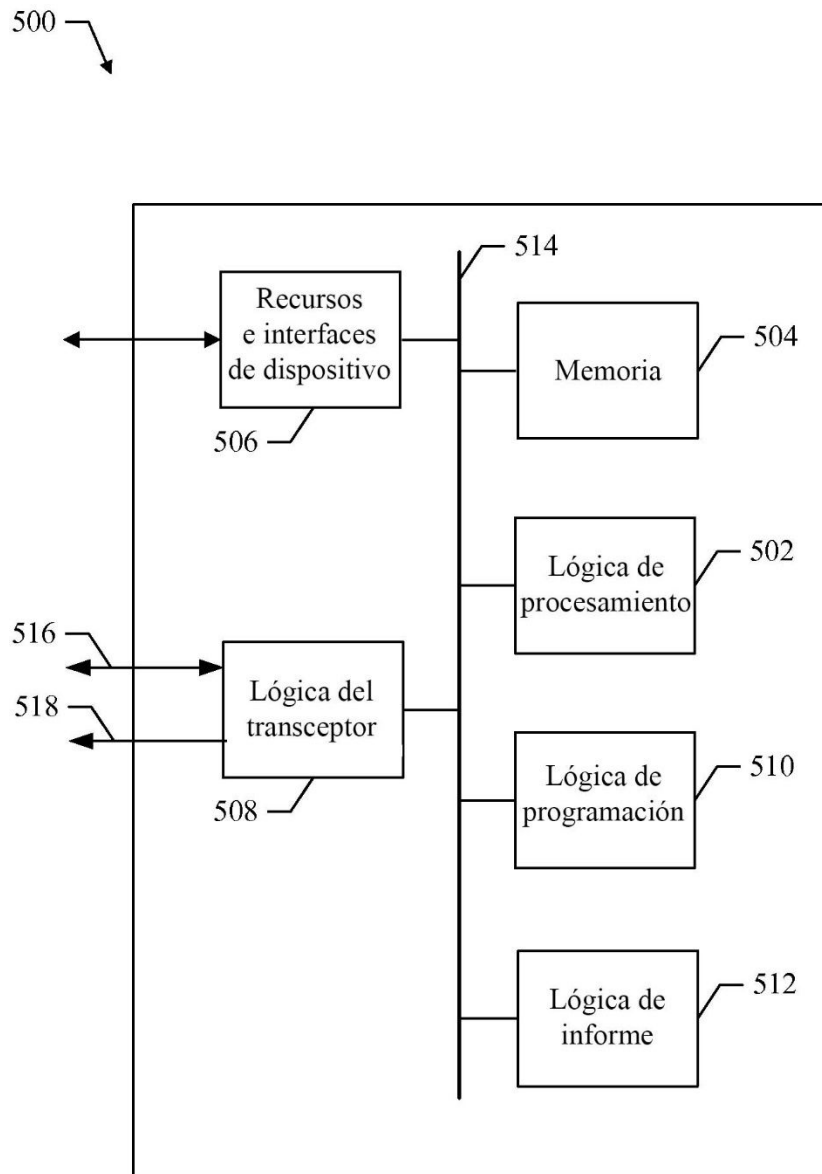 500
514
Recursos
e interfaces
de dispositivo
506
Memoria
504
Lógica de
procesamiento
502
516
518
Lógica del
transceptor
508
Lógica de
programación
510
Lógica de
informe
512